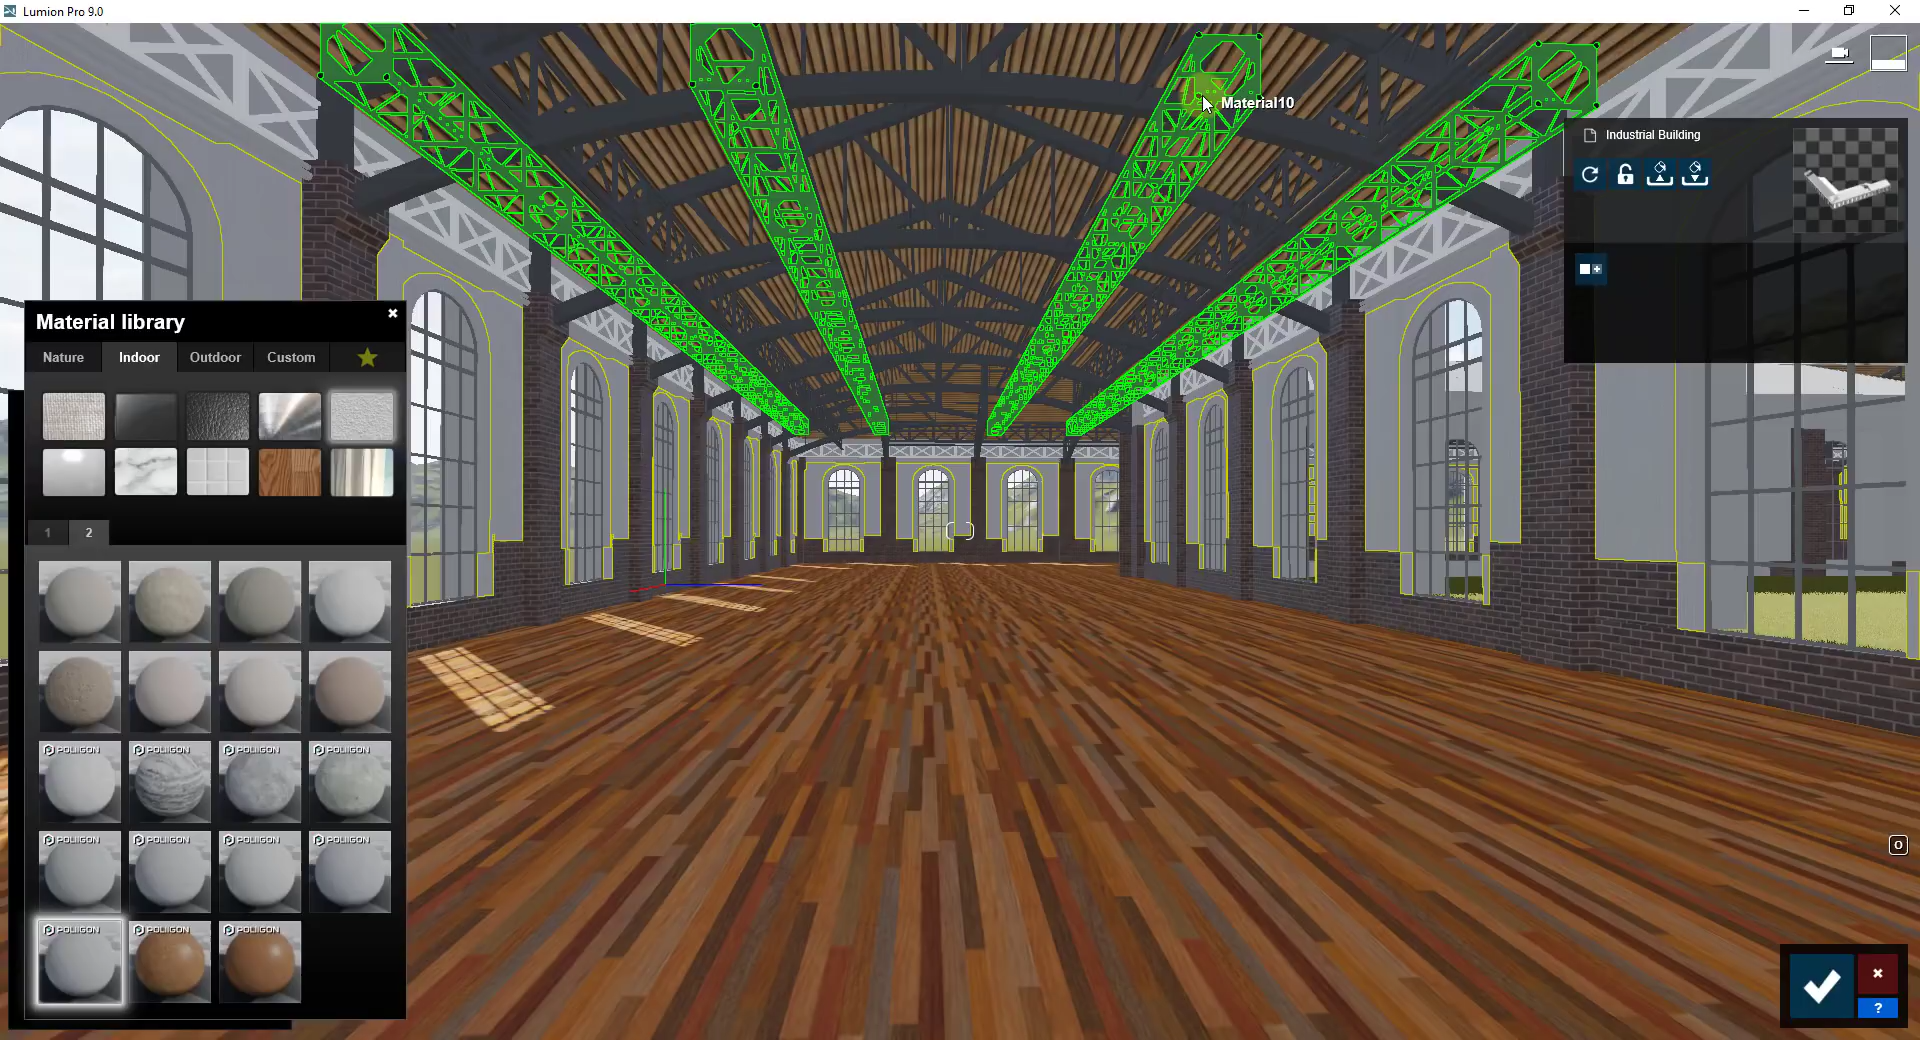 Lumion Pro 9.0
Material10
Industrial Building
Material library
Nature Indoor Outdoor Custom
1 2
POLIIGON POLIIGON POLIIGON POLIIGON
POLIIGON POLIIGON POLIIGON POLIIGON
POLIIGON POLIIGON POLIIGON
O
?